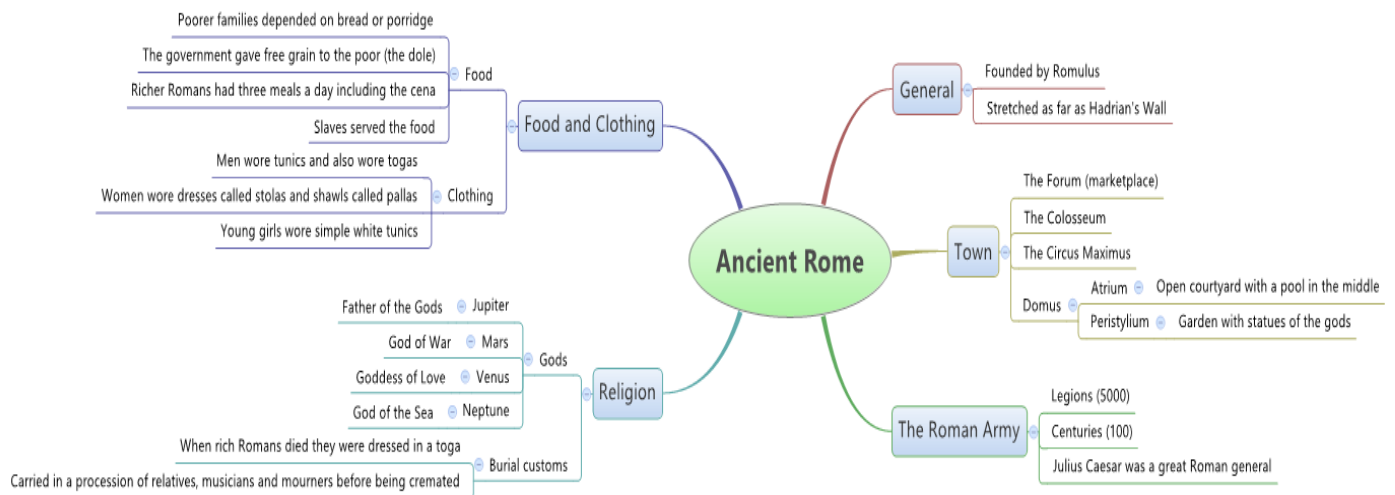 Ancient Rome
General
Founded by Romulus
Stretched as far as Hadrian's Wall
Town
The Forum (marketplace)
The Colosseum
The Circus Maximus
Domus
Atrium
Open courtyard with a pool in the middle
Peristylium
Garden with statues of the gods
The Roman Army
Legions (5000)
Centuries (100)
Julius Caesar was a great Roman general
Food and Clothing
Food
Poorer families depended on bread or porridge
The government gave free grain to the poor (the dole)
Richer Romans had three meals a day including the cena
Slaves served the food
Clothing
Men wore tunics and also wore togas
Women wore dresses called stolas and shawls called pallas
Young girls wore simple white tunics
Religion
Gods
Jupiter
Father of the Gods
Mars
God of War
Venus
Goddess of Love
Neptune
God of the Sea
Burial customs
When rich Romans died they were dressed in a toga
Carried in a procession of relatives, musicians and mourners before being cremated